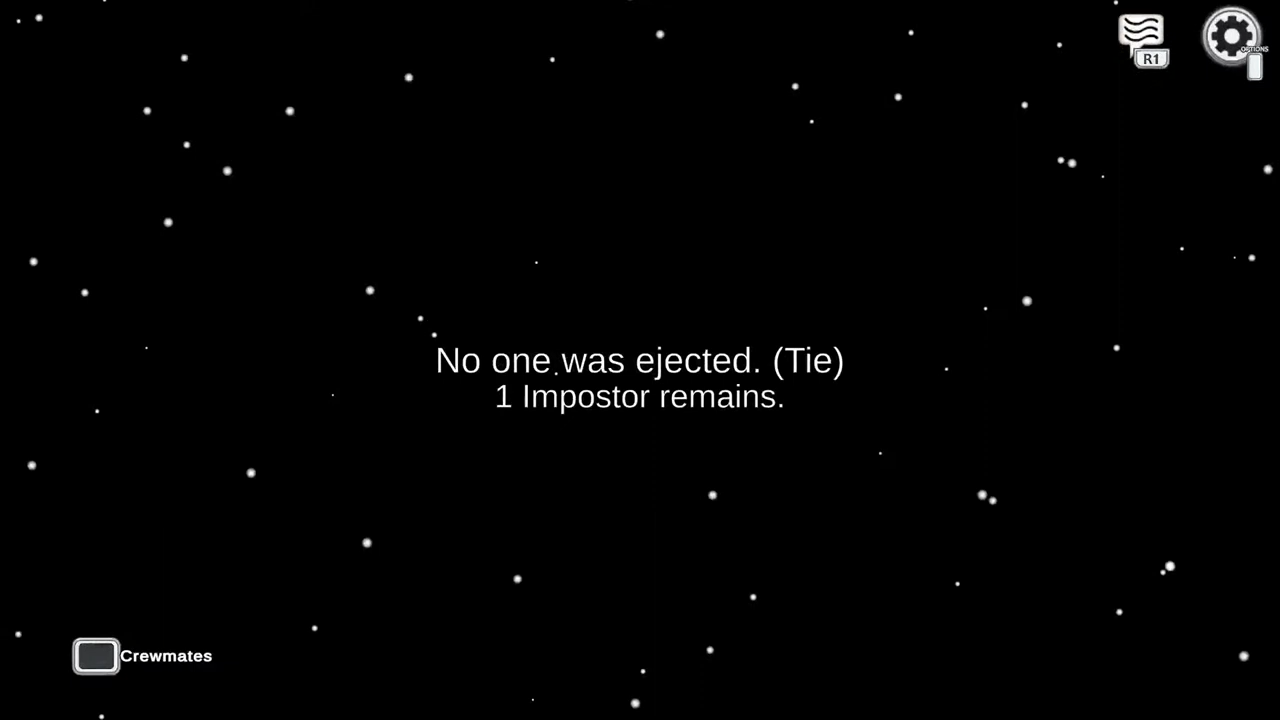 R1
OPTIONS
No one was ejected. (Tie)
1 Impostor remains.
Crewmates